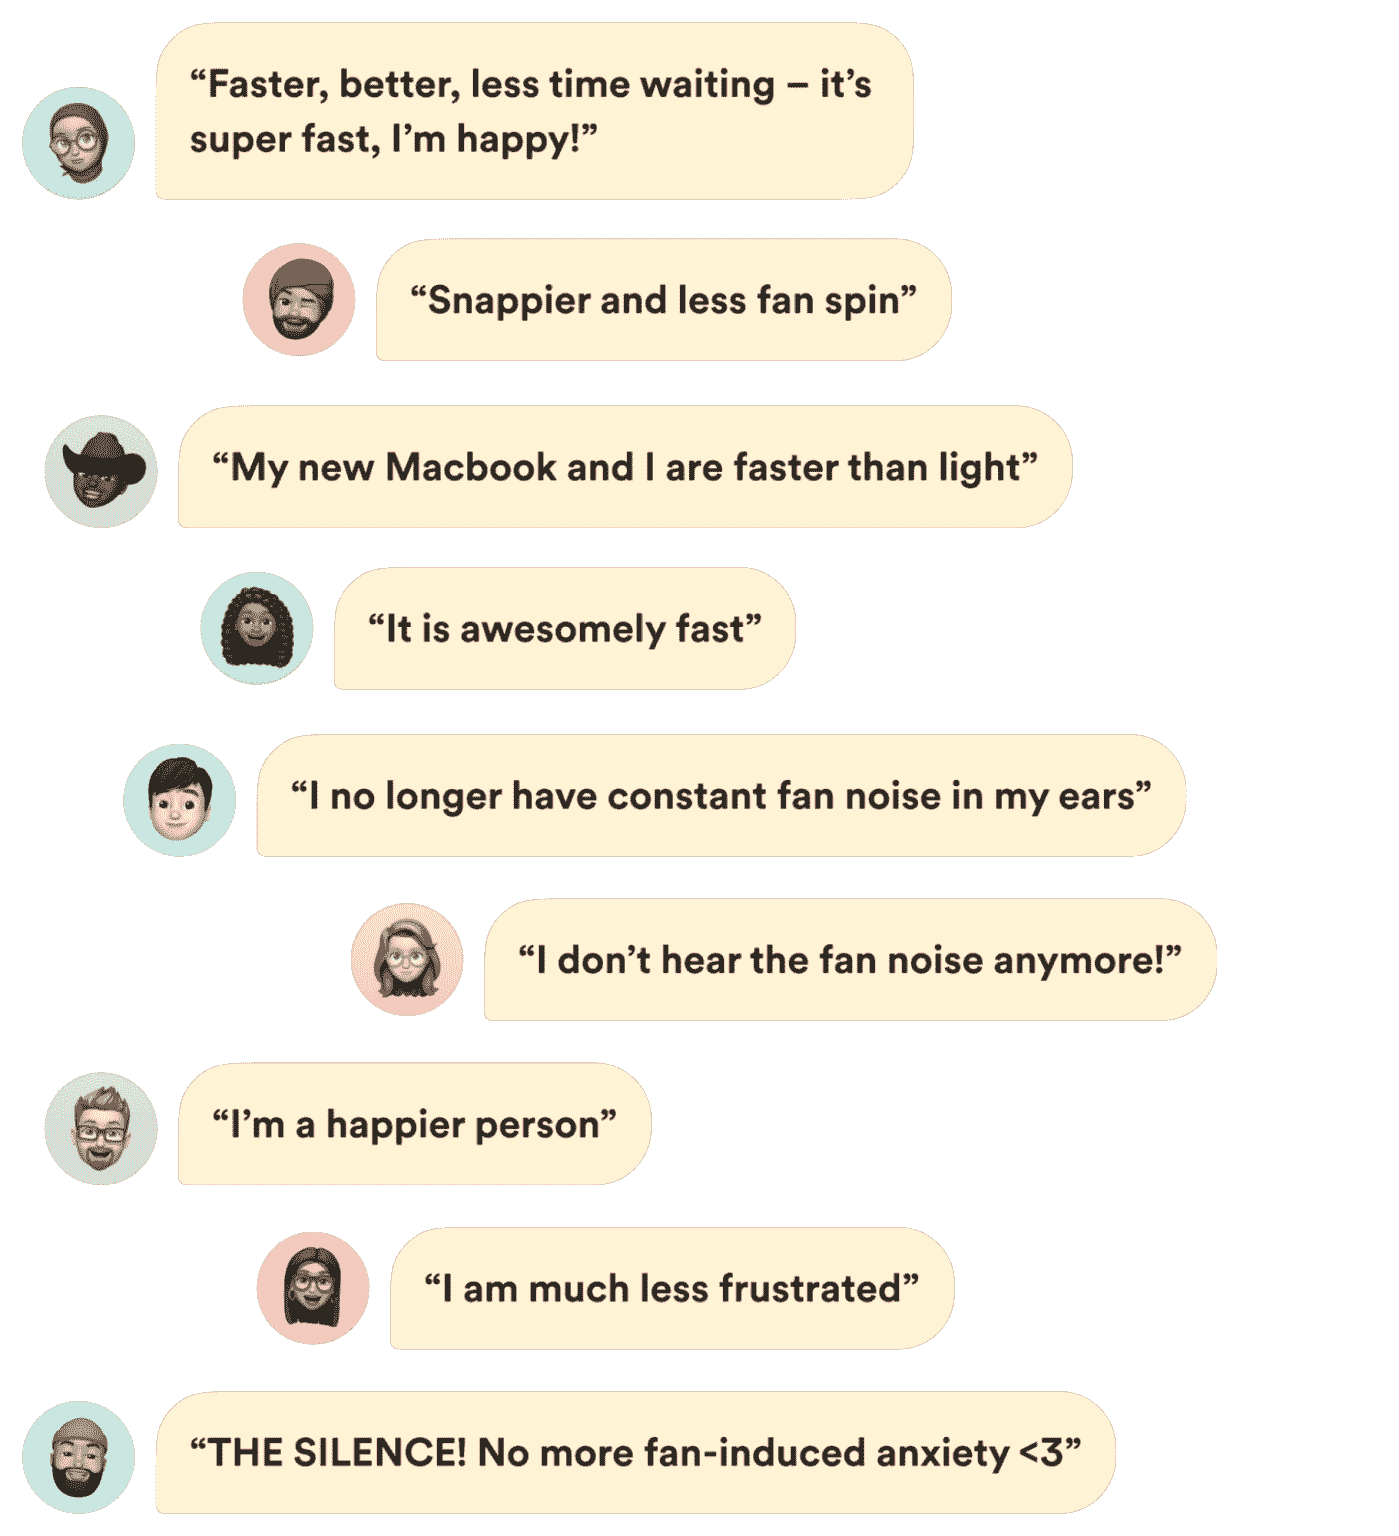 “Faster, better, less time waiting – it’s
super fast, I’m happy!”
“Snappier and less fan spin”
“My new Macbook and I are faster than light”
“It is awesomely fast”
“I no longer have constant fan noise in my ears”
“I don’t hear the fan noise anymore!”
“I’m a happier person”
“I am much less frustrated”
“THE SILENCE! No more fan-induced anxiety <3”